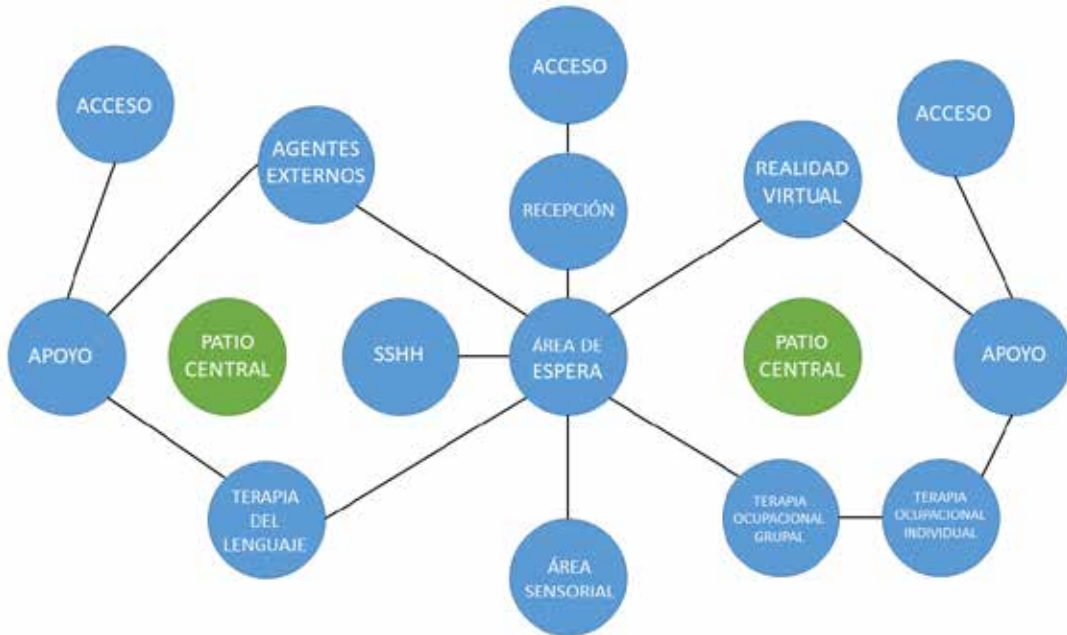 ACCESO
ACCESO
ACCESO
AGENTES
EXTERNOS
REALIDAD
VIRTUAL
RECEPCIÓN
APOYO
PATIO
CENTRAL
SSHH
ÁREA DE
ESPERA
PATIO
CENTRAL
APOYO
TERAPIA
DEL
LENGUAJE
ÁREA
SENSORIAL
TERAPIA
OCUPACIONAL
GRUPAL
TERAPIA
OCUPACIONAL
INDIVIDUAL